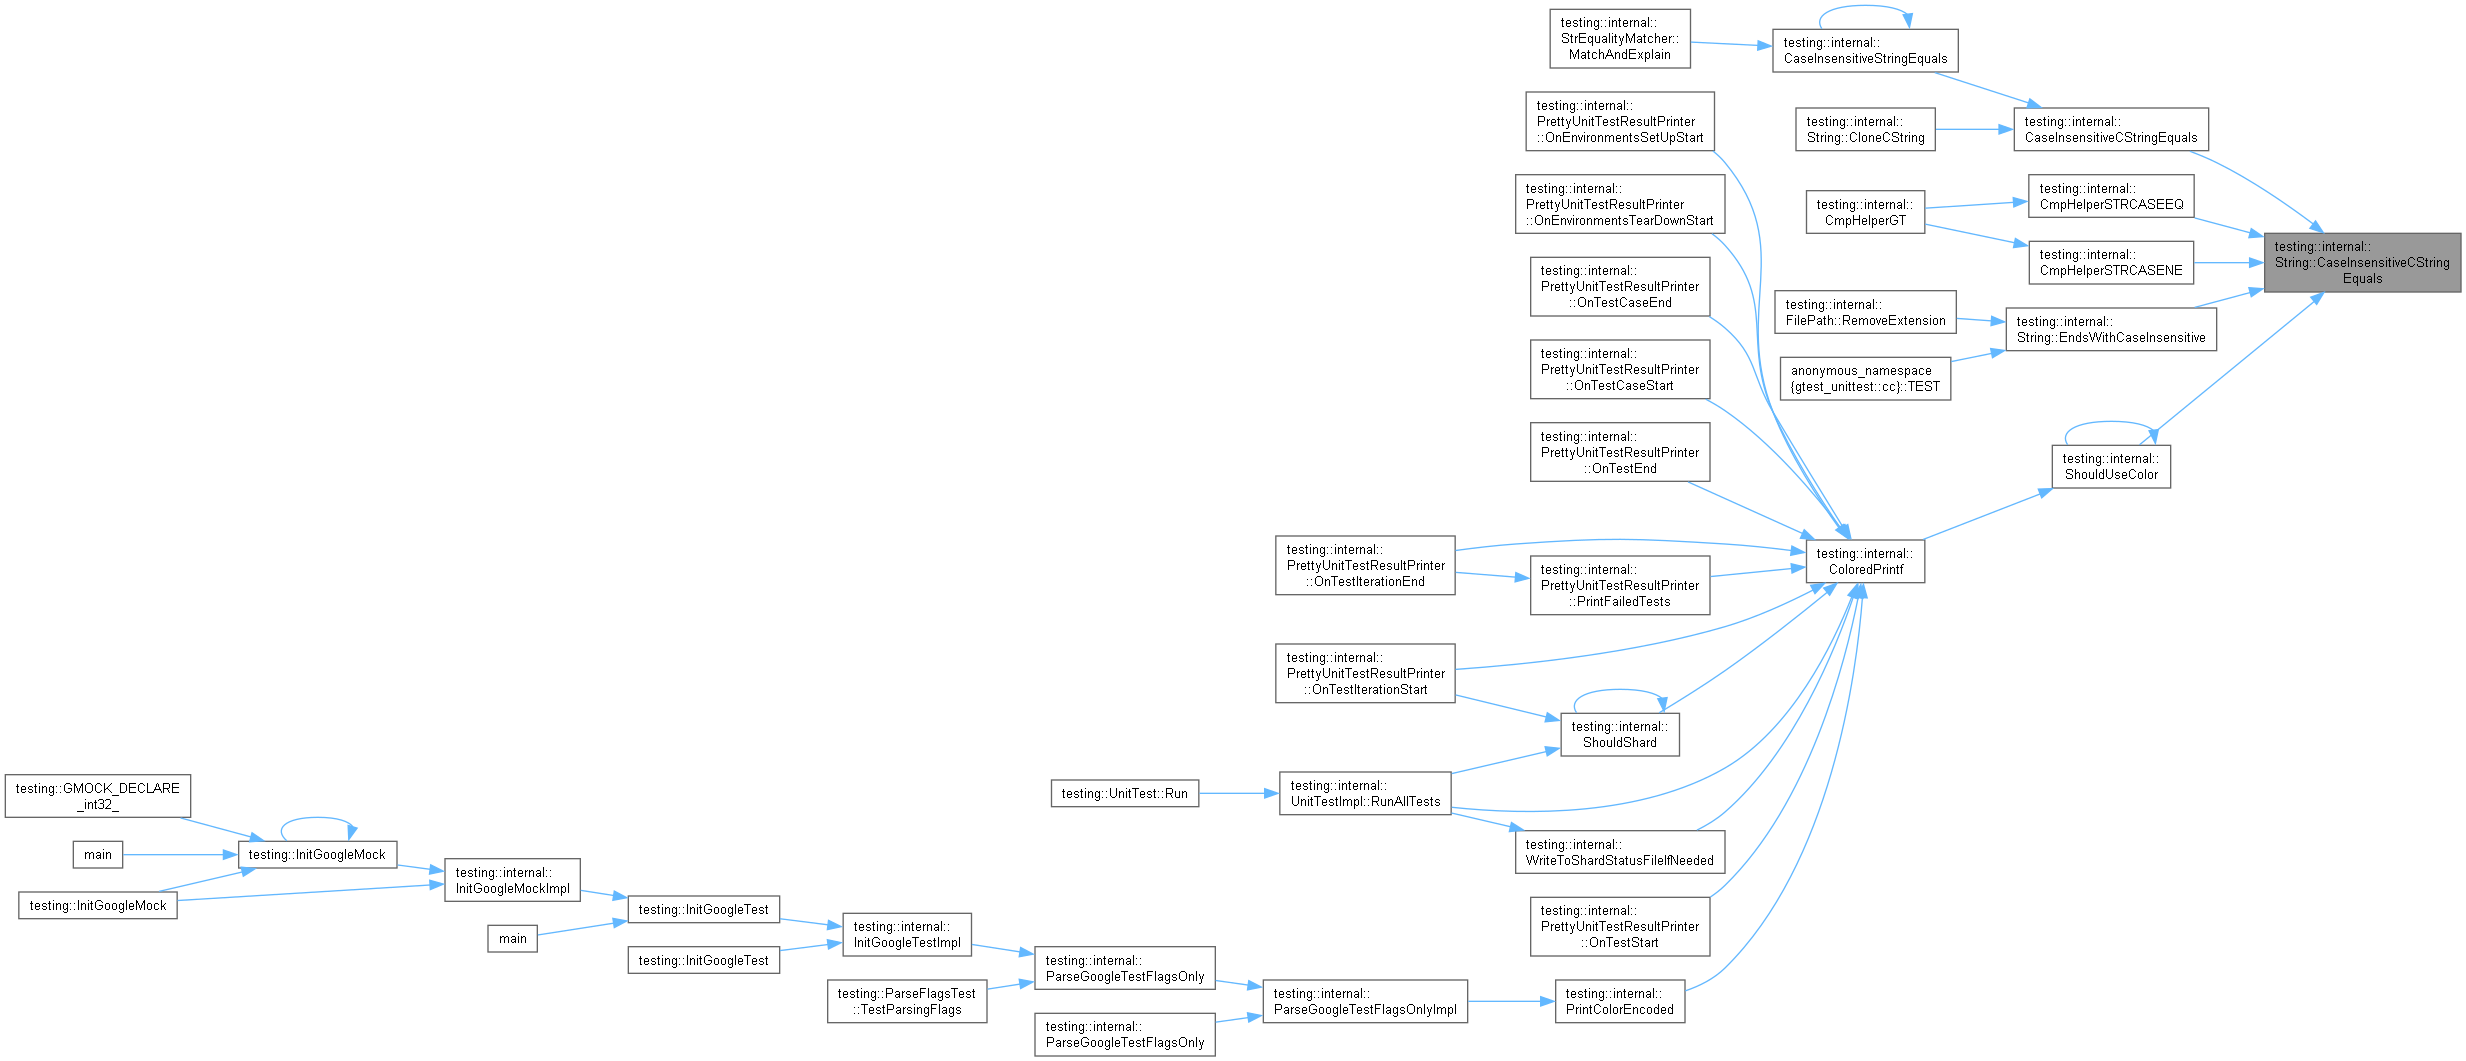 testing::internal::
StrEqualityMatcher::
MatchAndExplain
testing::internal::
CaseInsensitiveStringEquals
testing::internal::
PrettyUnitTestResultPrinter
::OnEnvironmentsSetUpStart
testing::internal::
String::CloneCString
testing::internal::
CaseInsensitiveCStringEquals
testing::internal::
PrettyUnitTestResultPrinter
::OnEnvironmentsTearDownStart
testing::internal::
CmpHelperGT
testing::internal::
CmpHelperSTRCASEEQ
testing::internal::
CmpHelperSTRCASENE
testing::internal::
String::CaseInsensitiveCString
Equals
testing::internal::
PrettyUnitTestResultPrinter
::OnTestCaseEnd
testing::internal::
FilePath::RemoveExtension
testing::internal::
String::EndsWithCaseInsensitive
testing::internal::
PrettyUnitTestResultPrinter
::OnTestCaseStart
anonymous_namespace
{gtest_unittest::cc}::TEST
testing::internal::
PrettyUnitTestResultPrinter
::OnTestEnd
testing::internal::
ShouldUseColor
testing::internal::
PrettyUnitTestResultPrinter
::OnTestIterationEnd
testing::internal::
PrettyUnitTestResultPrinter
::PrintFailedTests
testing::internal::
ColoredPrintf
testing::internal::
PrettyUnitTestResultPrinter
::OnTestIterationStart
testing::internal::
ShouldShard
testing::GMOCK_DECLARE
_int32_
testing::UnitTest::Run
testing::internal::
UnitTestImpl::RunAllTests
main
testing::InitGoogleMock
testing::internal::
InitGoogleMockImpl
testing::internal::
WriteToShardStatusFileIfNeeded
testing::InitGoogleMock
testing::InitGoogleTest
main
testing::internal::
InitGoogleTestImpl
testing::internal::
PrettyUnitTestResultPrinter
::OnTestStart
testing::InitGoogleTest
testing::internal::
ParseGoogleTestFlagsOnly
testing::ParseFlagsTest
::TestParsingFlags
testing::internal::
ParseGoogleTestFlagsOnlyImpl
testing::internal::
PrintColorEncoded
testing::internal::
ParseGoogleTestFlagsOnly